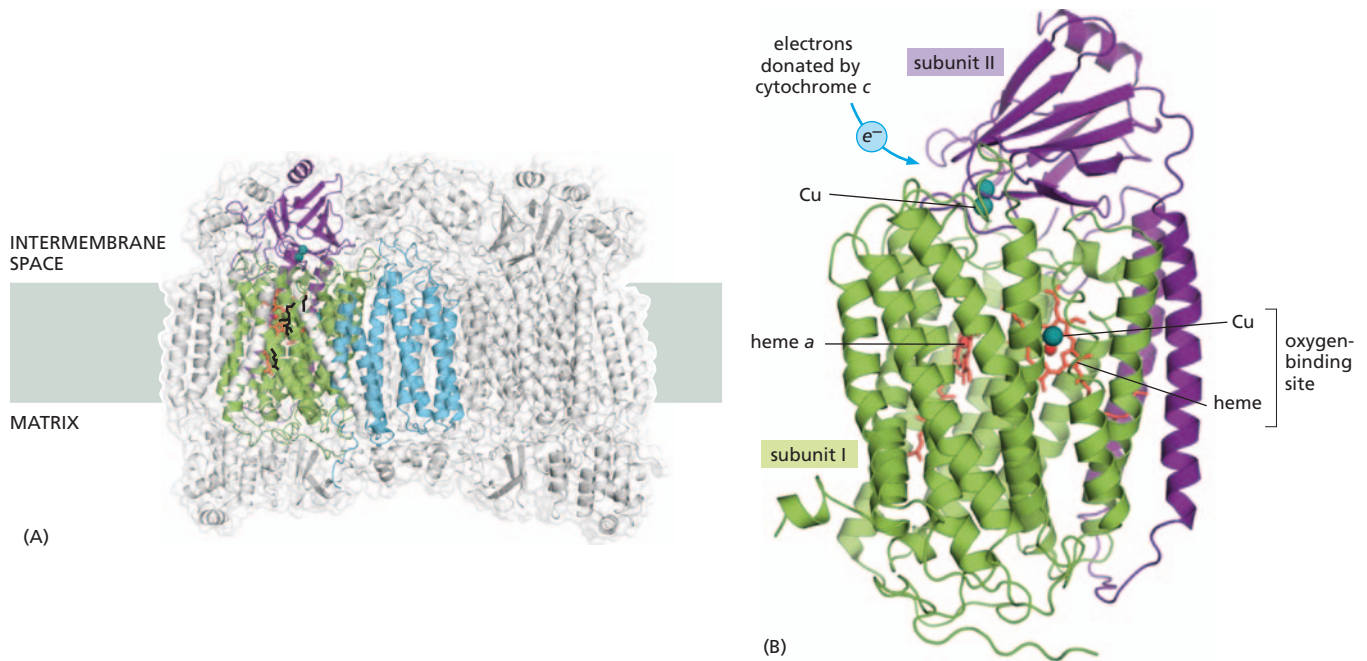 INTERMEMBRANE
SPACE
MATRIX
(A)
electrons
donated by
cytochrome c
e–
subunit II
Cu
heme a
subunit I
Cu
heme
oxygen-
binding
site
(B)